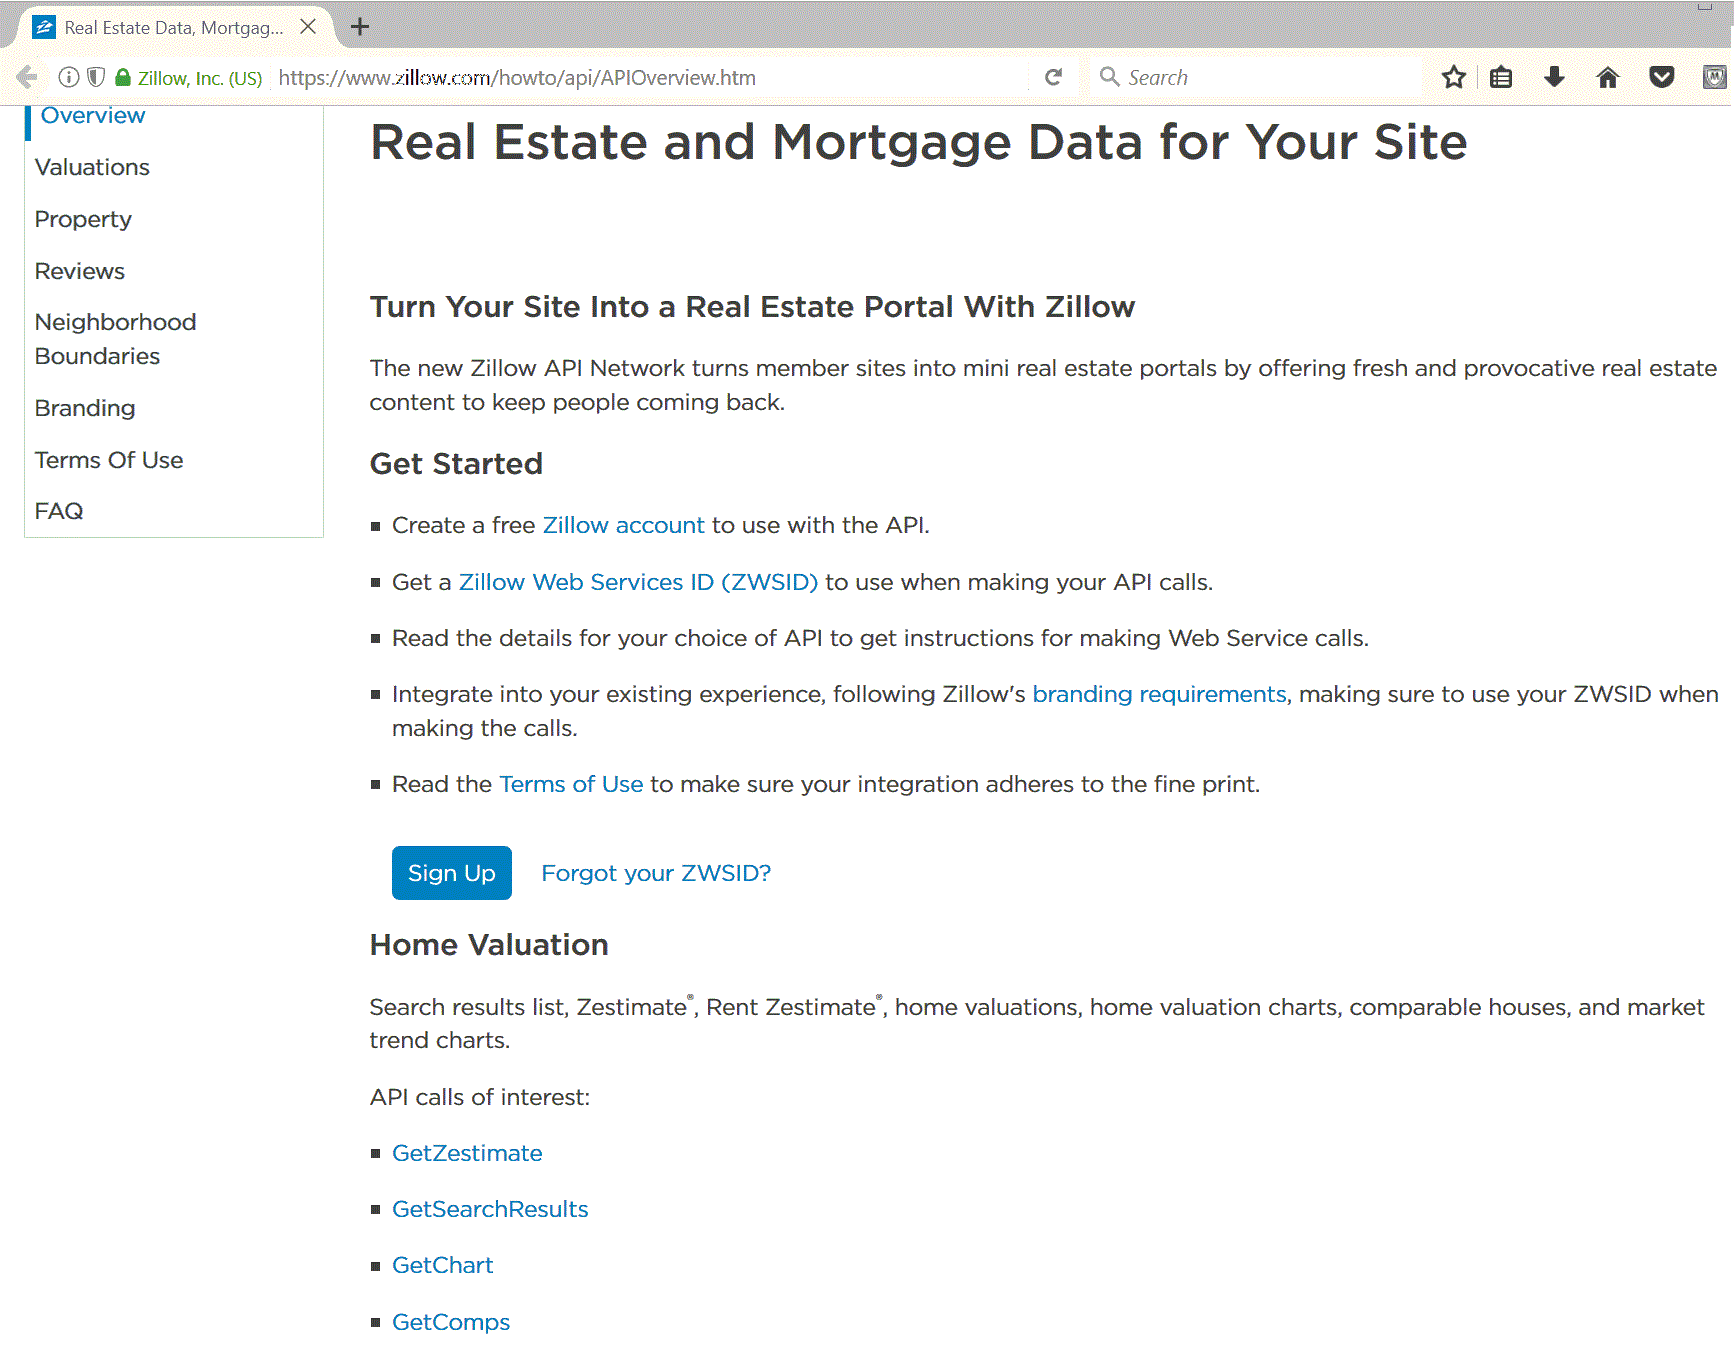 Real Estate Data, Mortgag...
Zillow, Inc. (US) https://www.zillow.com/howto/api/APIOverview.htm Search
Overview
Valuations
Property
Reviews
Neighborhood
Boundaries
Branding
Terms Of Use
FAQ
Real Estate and Mortgage Data for Your Site
Turn Your Site Into a Real Estate Portal With Zillow
The new Zillow API Network turns member sites into mini real estate portals by offering fresh and provocative real estate
content to keep people coming back.
Get Started
▪ Create a free Zillow account to use with the API.
▪ Get a Zillow Web Services ID (ZWSID) to use when making your API calls.
▪ Read the details for your choice of API to get instructions for making Web Service calls.
▪ Integrate into your existing experience, following Zillow's branding requirements, making sure to use your ZWSID when
making the calls.
▪ Read the Terms of Use to make sure your integration adheres to the fine print.
Sign Up Forgot your ZWSID?
Home Valuation
Search results list, Zestimate®, Rent Zestimate®, home valuations, home valuation charts, comparable houses, and market
trend charts.
API calls of interest:
▪ GetZestimate
▪ GetSearchResults
▪ GetChart
▪ GetComps